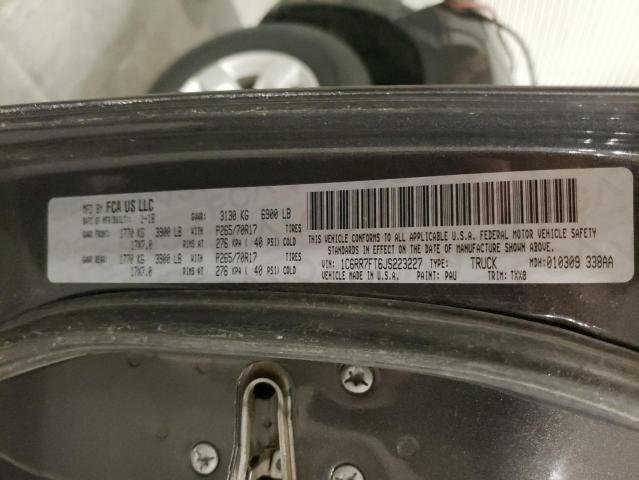 MFD BY FCA US LLC
DATE OF MFR/BUILT: 1-18 GVWR: 3130 KG 6900 LB
GAWR FRONT: 1770 KG 3900 LB WITH P265/70R17 TIRES
17X7.0 RIMS AT 276 KPA ( 40 PSI) COLD
GAWR REAR: 1770 KG 3900 LB WITH P265/70R17 TIRES
17X7.0 RIMS AT 276 KPA ( 40 PSI) COLD
THIS VEHICLE CONFORMS TO ALL APPLICABLE U.S.A. FEDERAL MOTOR VEHICLE SAFETY
STANDARDS IN EFFECT ON THE DATE OF MANUFACTURE SHOWN ABOVE.
VIN: 1C6RR7FT6JS223227 TYPE: TRUCK MDH: 010309 338AA
VEHICLE MADE IN U.S.A. PAINT: PAU TRIM: TXX8